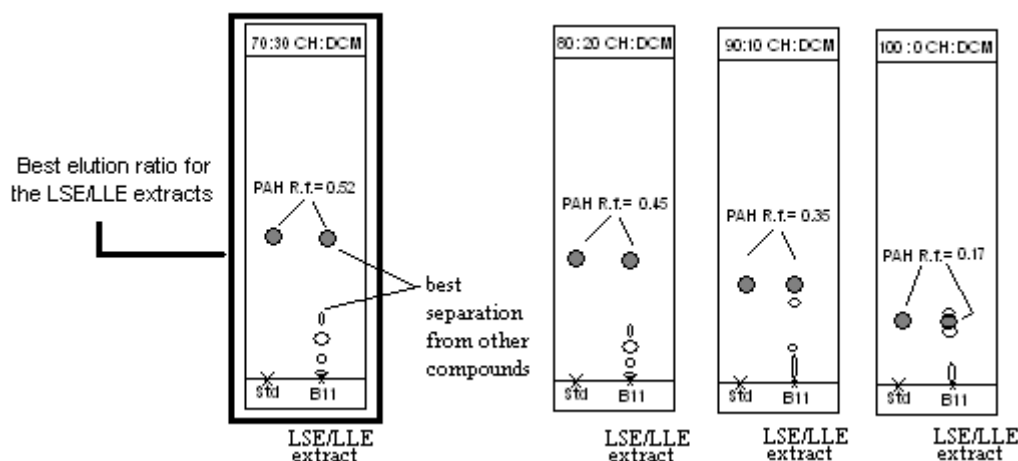 70:30 CH:DCM
80:20 CH:DCM
90:10 CH:DCM
100:0 CH:DCM
Best elution ratio for
the LSE/LLE extracts
PAH R.f.= 0.52
PAH R.f.= 0.45
PAH R.f.= 0.35
PAH R.f.= 0.17
best
separation
from other
compounds
Std
B11
Std
B11
Std
B11
Std
B11
LSE/LLE
extract
LSE/LLE
extract
LSE/LLE
extract
LSE/LLE
extract